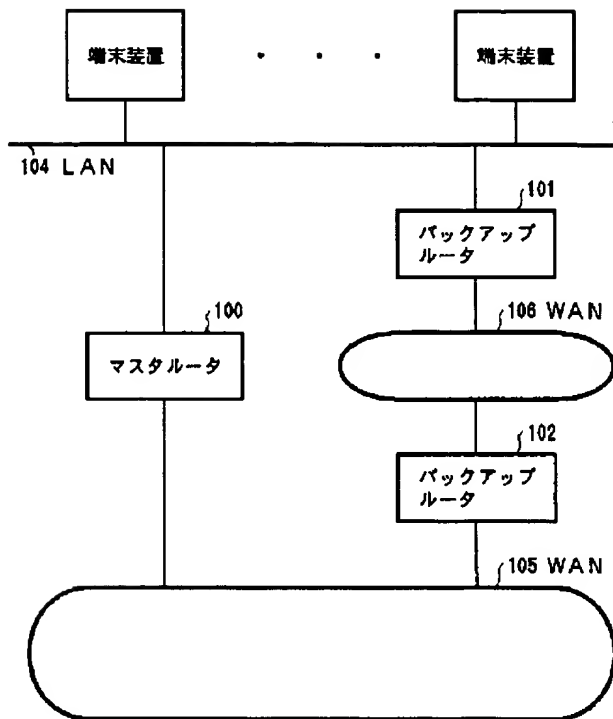 端末装置
端末装置
104 LAN
101
バックアップ
ルータ
100
マスタルータ
106 WAN
102
バックアップ
ルータ
105 WAN